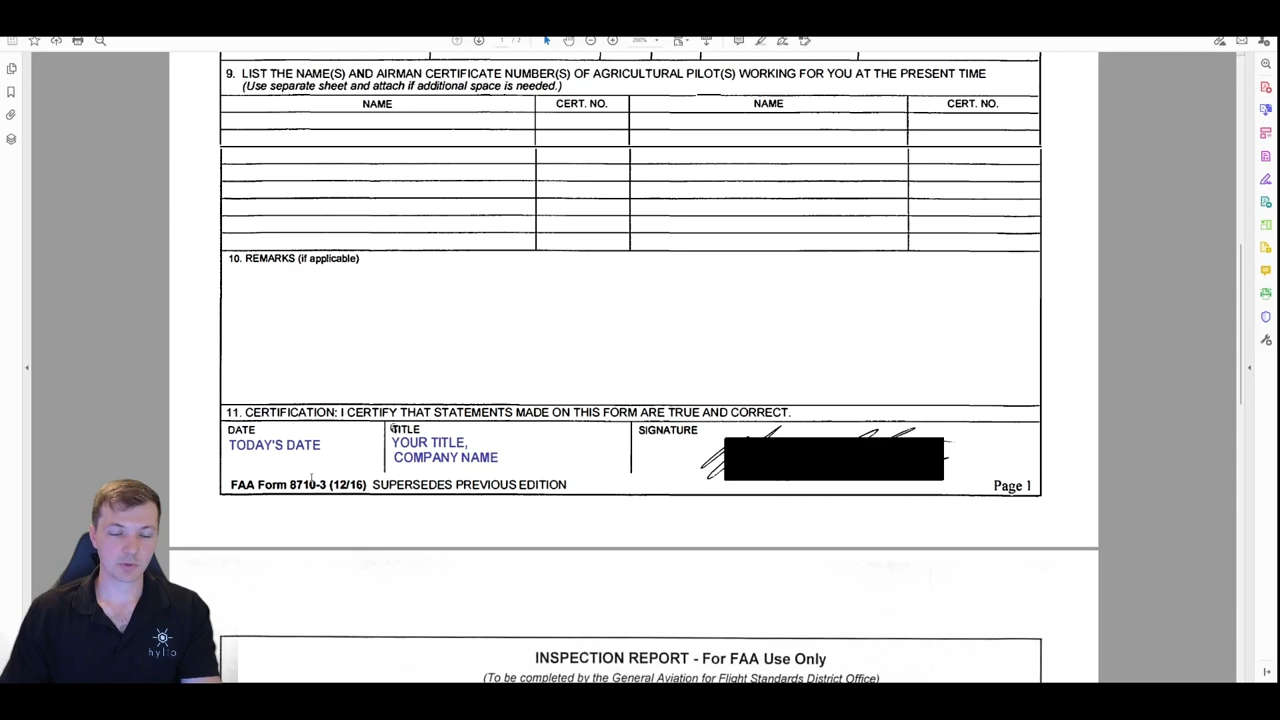 1 / 2
200%
9. LIST THE NAME(S) AND AIRMAN CERTIFICATE NUMBER(S) OF AGRICULTURAL PILOT(S) WORKING FOR YOU AT THE PRESENT TIME
(Use separate sheet and attach if additional space is needed.)
NAME CERT. NO. NAME CERT. NO.
10. REMARKS (if applicable)
11. CERTIFICATION: I CERTIFY THAT STATEMENTS MADE ON THIS FORM ARE TRUE AND CORRECT.
DATE TITLE SIGNATURE
TODAY'S DATE YOUR TITLE,
COMPANY NAME
FAA Form 8710-3 (12/16) SUPERSEDES PREVIOUS EDITION Page 1
hylio
INSPECTION REPORT - For FAA Use Only
(To be completed by the General Aviation for Flight Standards District Office)